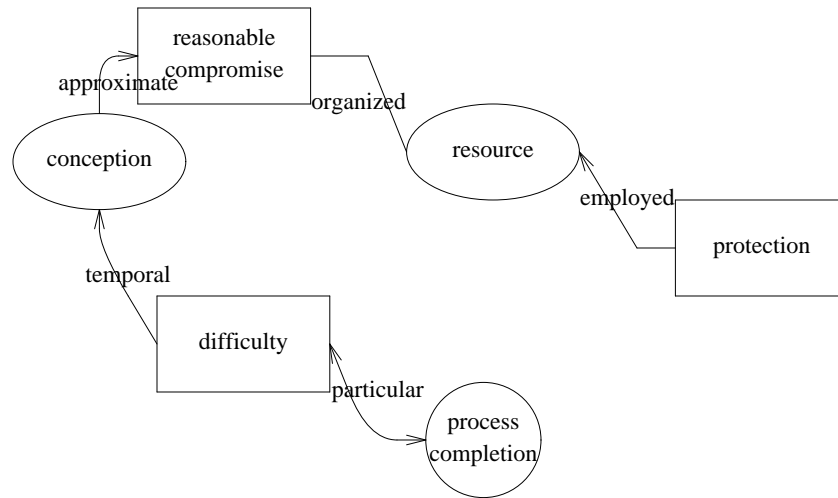 reasonable
compromise
approximate
organized
conception
resource
employed
protection
temporal
difficulty
particular
process
completion